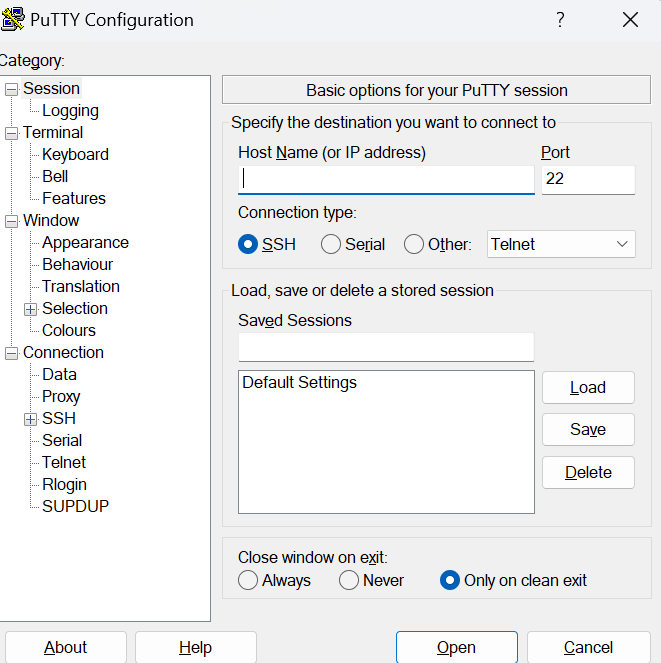 PuTTY Configuration
Category:
Session
Logging
Terminal
Keyboard
Bell
Features
Window
Appearance
Behaviour
Translation
Selection
Colours
Connection
Data
Proxy
SSH
Serial
Telnet
Rlogin
SUPDUP
Basic options for your PuTTY session
Specify the destination you want to connect to
Host Name (or IP address) Port
22
Connection type:
SSH Serial Other: Telnet
Load, save or delete a stored session
Saved Sessions
Default Settings
Load
Save
Delete
Close window on exit:
Always Never Only on clean exit
About Help Open Cancel